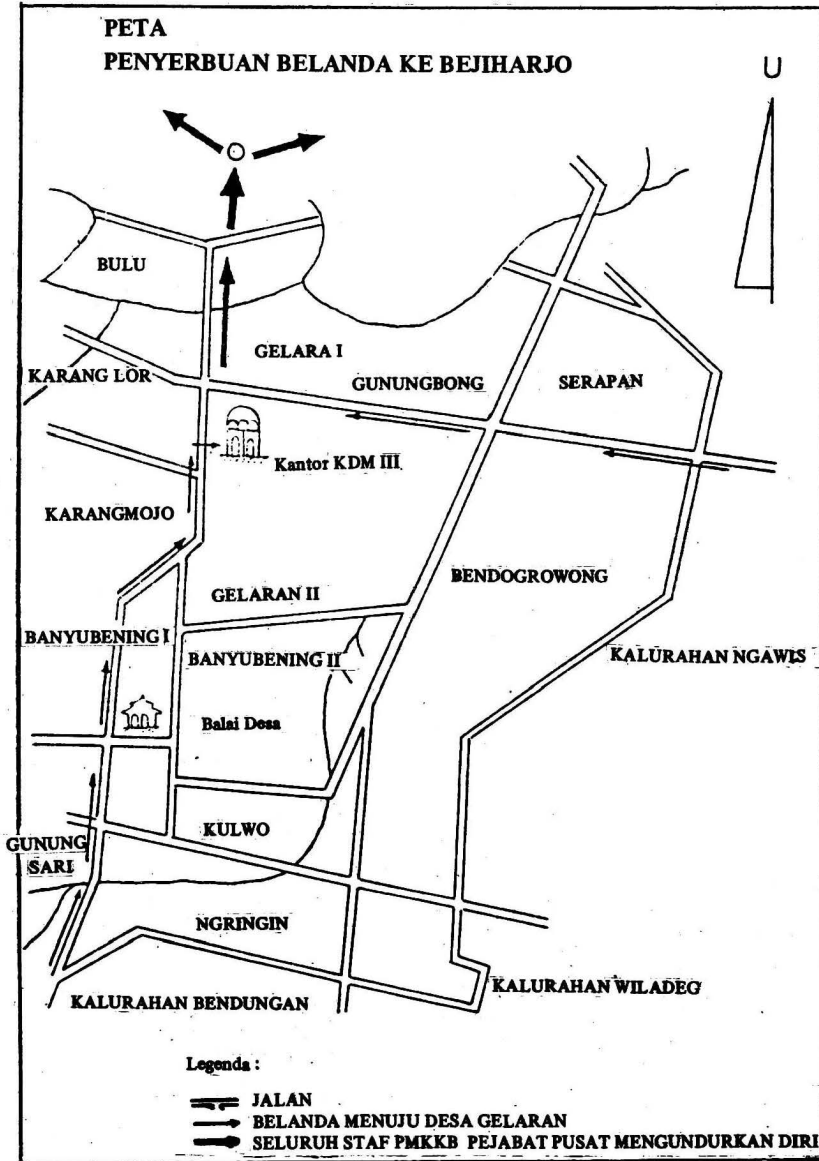 PETA
PENYERBUAN BELANDA KE BEJIHARJO
U
BULU
GELARA I
KARANG LOR
GUNUNGBONG
SERAPAN
Kantor KDM III
KARANGMOJO
BENDOGROWONG
GELARAN II
BANYUBENING I
BANYUBENING II
KALURAHAN NGAWIS
Balai Desa
KULWO
GUNUNG
SARI
NGRINGIN
KALURAHAN BENDUNGAN
KALURAHAN WILADEG
Legenda :
JALAN
BELANDA MENUJU DESA GELARAN
SELURUH STAF PMKKB PEJABAT PUSAT MENGUNDURKAN DIRI